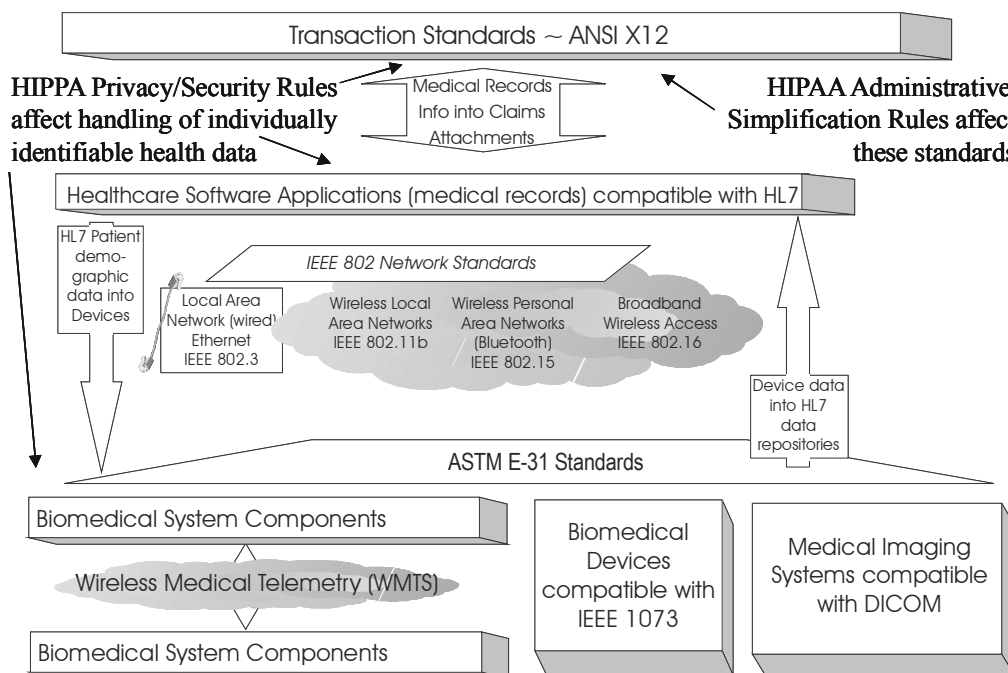 Transaction Standards ~ ANSI X12
HIPPA Privacy/Security Rules
affect handling of individually
identifiable health data
Medical Records
Info into Claims
Attachments
HIPAA Administrative
Simplification Rules affec
these standards
Healthcare Software Applications (medical records) compatible with HL7
HL7 Patient
demo-
graphic
data into
Devices
IEEE 802 Network Standards
Local Area
Network (wired)
Ethernet
IEEE 802.3
Wireless Local
Area Networks
IEEE 802.11b
Wireless Personal
Area Networks
(Bluetooth)
IEEE 802.15
Broadband
Wireless Access
IEEE 802.16
Device data
into HL7
data
repositories
ASTM E-31 Standards
Biomedical System Components
Wireless Medical Telemetry (WMTS)
Biomedical System Components
Biomedical
Devices
compatible with
IEEE 1073
Medical Imaging
Systems compatible
with DICOM